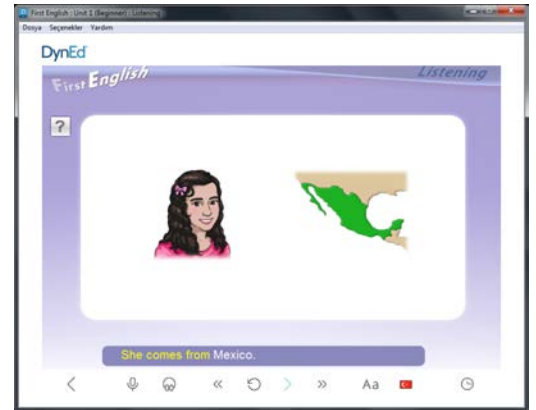 First English : Unit 1 (Beginner) : Listening
Dosya Seçenekler Yardım
DynEd
First English
Listening
?
She comes from Mexico.
Aa